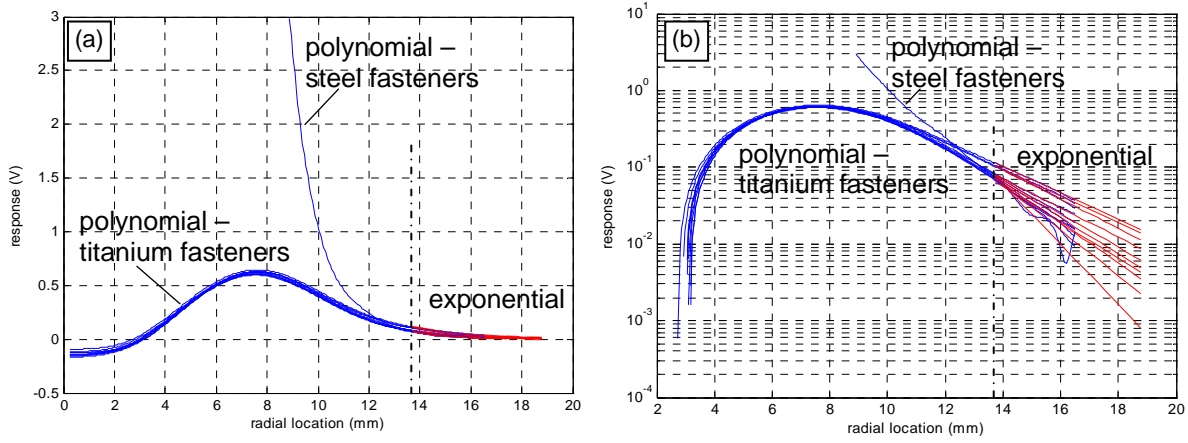 (a)
3
2.5
2
1.5
1
0.5
0
-0.5
response (V)
polynomial –
steel fasteners
polynomial –
titanium fasteners
exponential
0 2 4 6 8 10 12 14 16 18 20
radial location (mm)
(b)
10^1
10^0
10^-1
10^-2
10^-3
10^-4
response (V)
polynomial –
steel fasteners
polynomial –
titanium fasteners
exponential
2 4 6 8 10 12 14 16 18 20
radial location (mm)